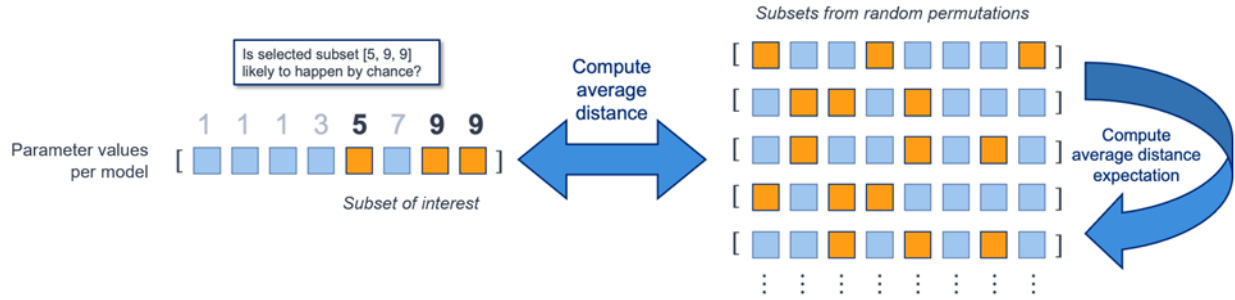 Subsets from random permutations
Is selected subset [5, 9, 9]
likely to happen by chance?
Compute
average
distance
1 1 1 3 5 7 9 9
Parameter values
per model
[ ]
Subset of interest
[ ]
[ ]
[ ]
[ ]
[ ]
Compute
average distance
expectation